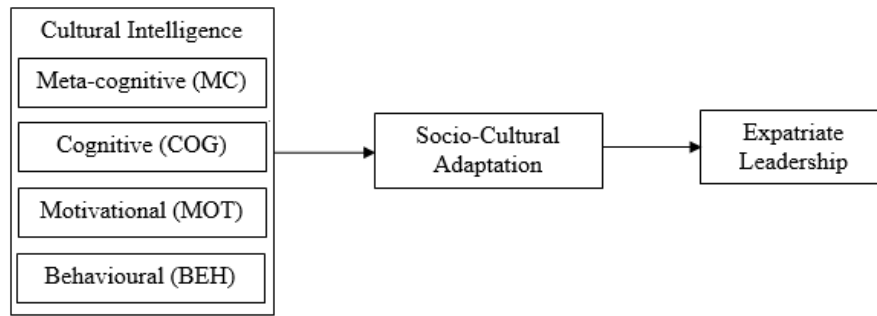 Cultural Intelligence
Meta-cognitive (MC)
Cognitive (COG)
Motivational (MOT)
Behavioural (BEH)
Socio-Cultural
Adaptation
Expatriate
Leadership